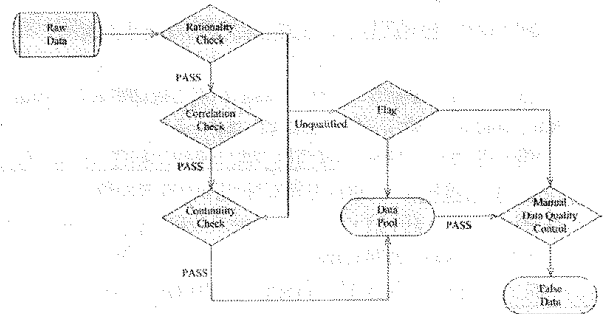 Raw
Data
Rationality
Check
PASS
Correlation
Check
PASS
Continuity
Check
PASS
Unqualified
Flag
Data
Pool
PASS
Manual
Data Quality
Control
False
Data